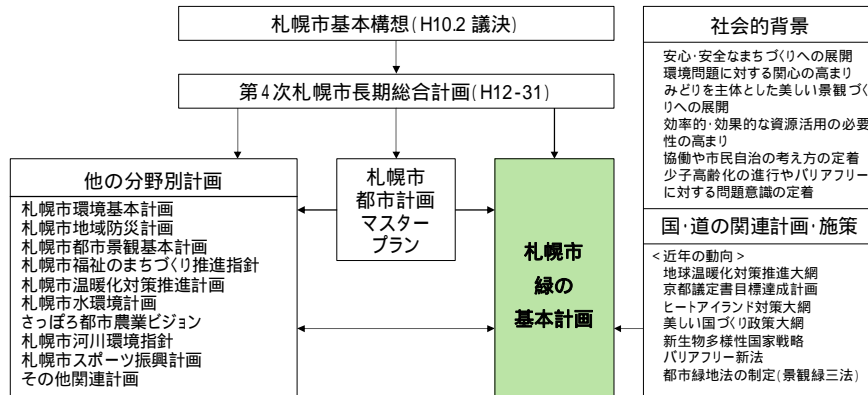 札幌市基本構想(H10.2 議決)
第4次札幌市長期総合計画(H12-31)
他の分野別計画
札幌市環境基本計画
札幌市地域防災計画
札幌市都市景観基本計画
札幌市福祉のまちづくり推進指針
札幌市温暖化対策推進計画
札幌市水環境計画
さっぽろ都市農業ビジョン
札幌市河川環境指針
札幌市スポーツ振興計画
その他関連計画
札幌市
都市計画
マスター
プラン
札幌市
緑の
基本計画
社会的背景
安心・安全なまちづくりへの展開
環境問題に対する関心の高まり
みどりを主体とした美しい景観づく
りへの展開
効率的・効果的な資源活用の必要
性の高まり
協働や市民自治の考え方の定着
少子高齢化の進行やバリアフリー
に対する問題意識の定着
国・道の関連計画・施策
<近年の動向>
地球温暖化対策推進大綱
京都議定書目標達成計画
ヒートアイランド対策大綱
美しい国づくり政策大綱
新生物多様性国家戦略
バリアフリー新法
都市緑地法の制定(景観緑三法)